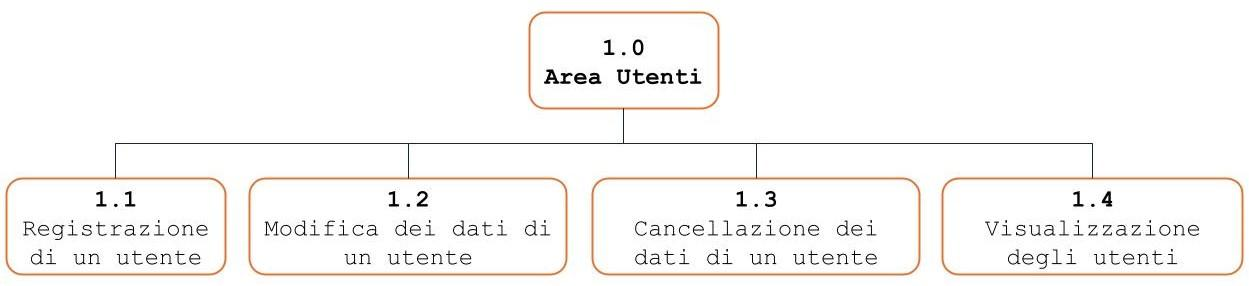 1.0
Area Utenti
1.1
Registrazione
di un utente
1.2
Modifica dei dati di
un utente
1.3
Cancellazione dei
dati di un utente
1.4
Visualizzazione
degli utenti